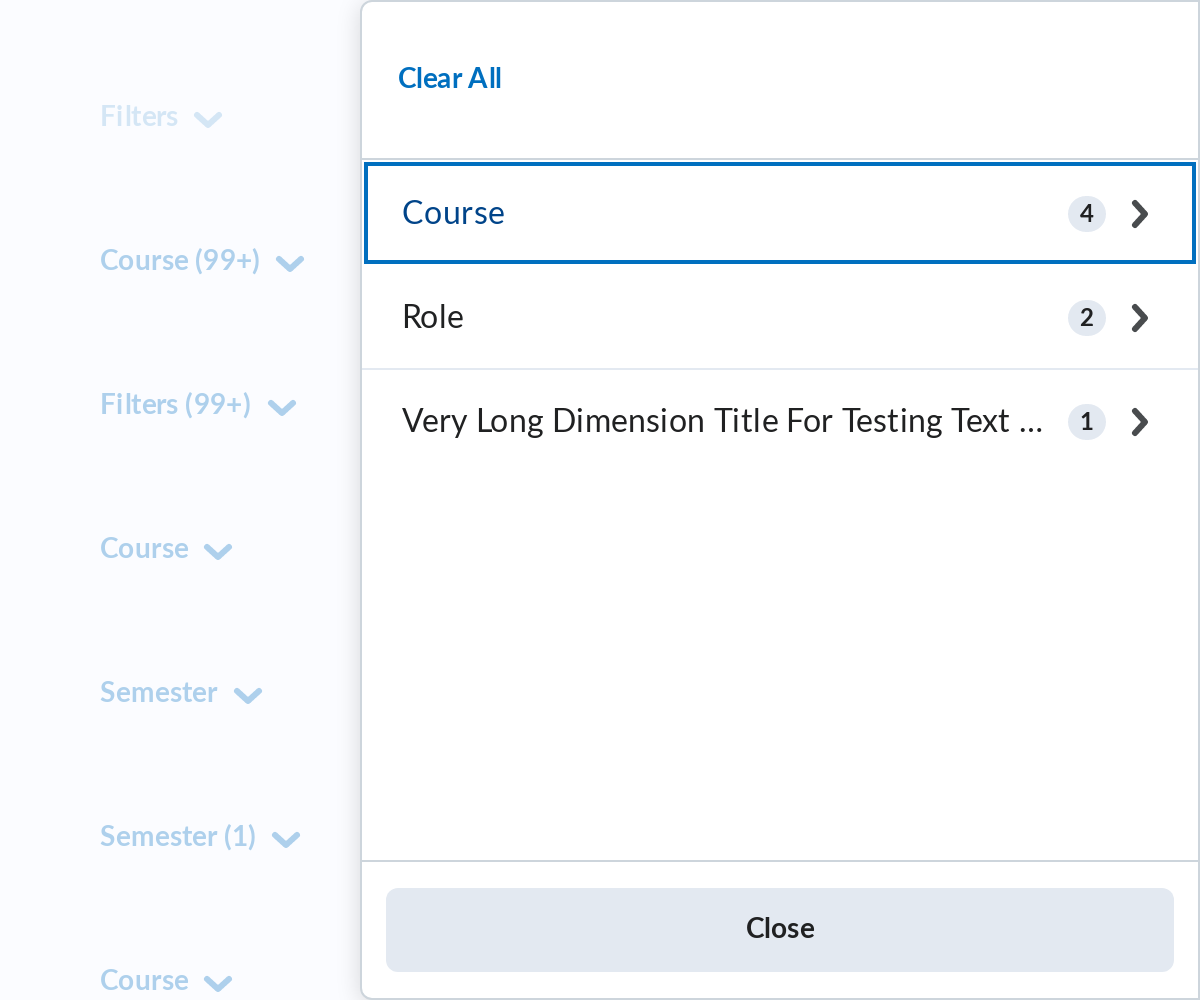 Filters
Course (99+)
Filters (99+)
Course
Semester
Semester (1)
Course
Clear All
Course 4
Role 2
Very Long Dimension Title For Testing Text ... 1
Close